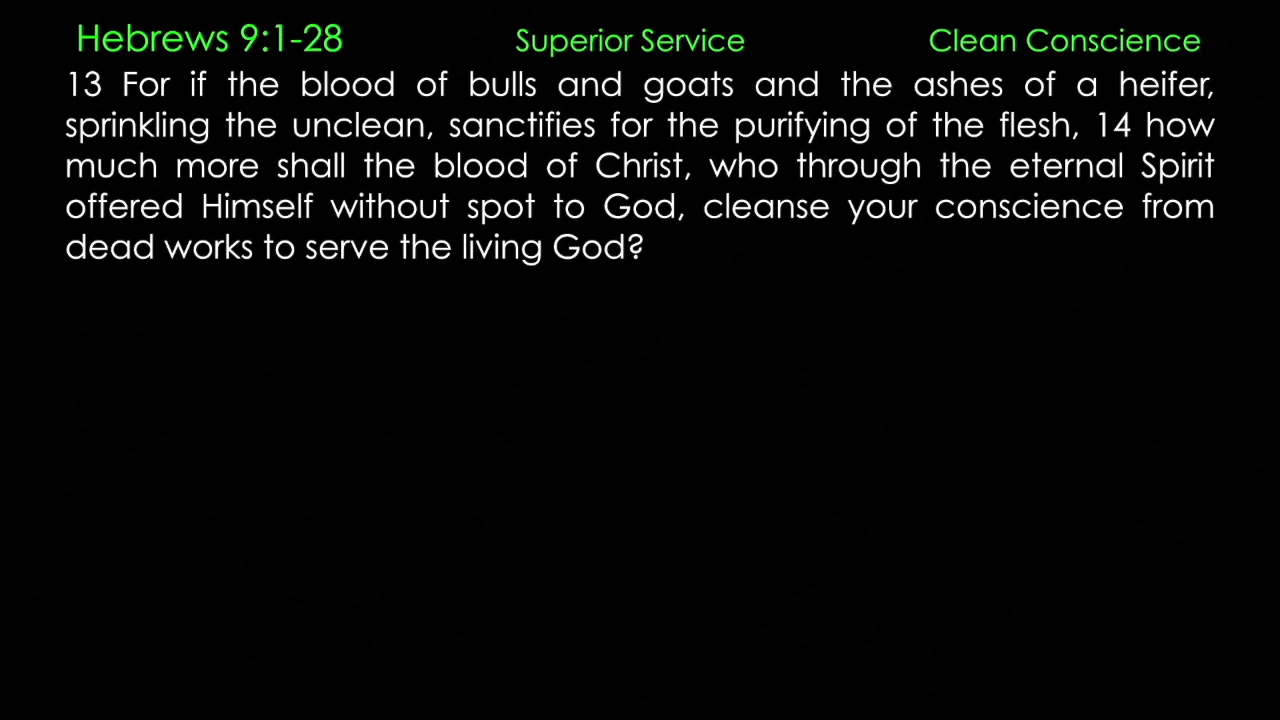 Hebrews 9:1-28 Superior Service Clean Conscience
13 For if the blood of bulls and goats and the ashes of a heifer,
sprinkling the unclean, sanctifies for the purifying of the flesh, 14 how
much more shall the blood of Christ, who through the eternal Spirit
offered Himself without spot to God, cleanse your conscience from
dead works to serve the living God?